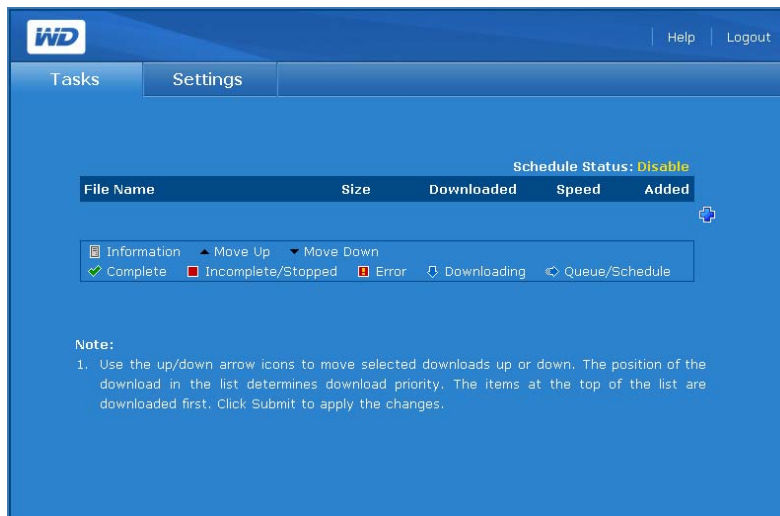 WD
Help | Logout
Tasks Settings
Schedule Status: Disable
File Name Size Downloaded Speed Added
Information Move Up Move Down
Complete Incomplete/Stopped Error Downloading Queue/Schedule
Note:
1. Use the up/down arrow icons to move selected downloads up or down. The position of the
download in the list determines download priority. The items at the top of the list are
downloaded first. Click Submit to apply the changes.